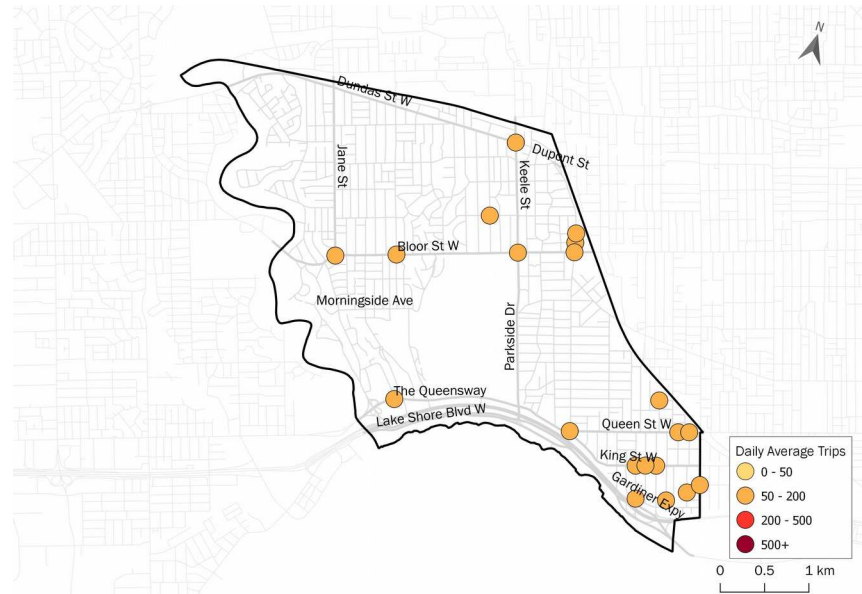 N
Dundas St W
Dupont St
Jane St
Keele St
Bloor St W
Morningside Ave
Parkside Dr
The Queensway
Lake Shore Blvd W
Queen St W
King St W
Gardiner Expy
Daily Average Trips
0 - 50
50 - 200
200 - 500
500+
0 0.5 1 km